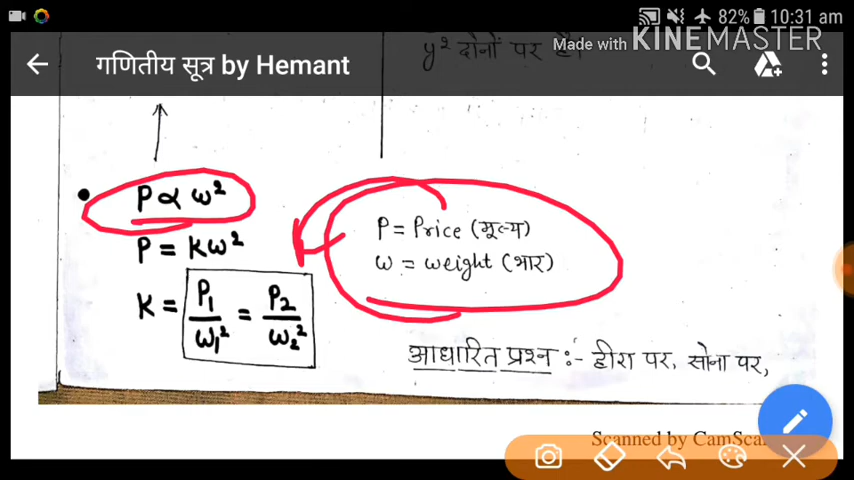 82% 10:31 am
Made with KINEMASTER
गणितीय सूत्र by Hemant
y² दोनों पर है।
P ∝ ω²
P = Kω²
K = P₁/ω₁² = P₂/ω₂²
P = Price (मूल्य)
ω = weight (भार)
आधारित प्रश्न :- हीरा पर, सोना पर,
Scanned by CamSca